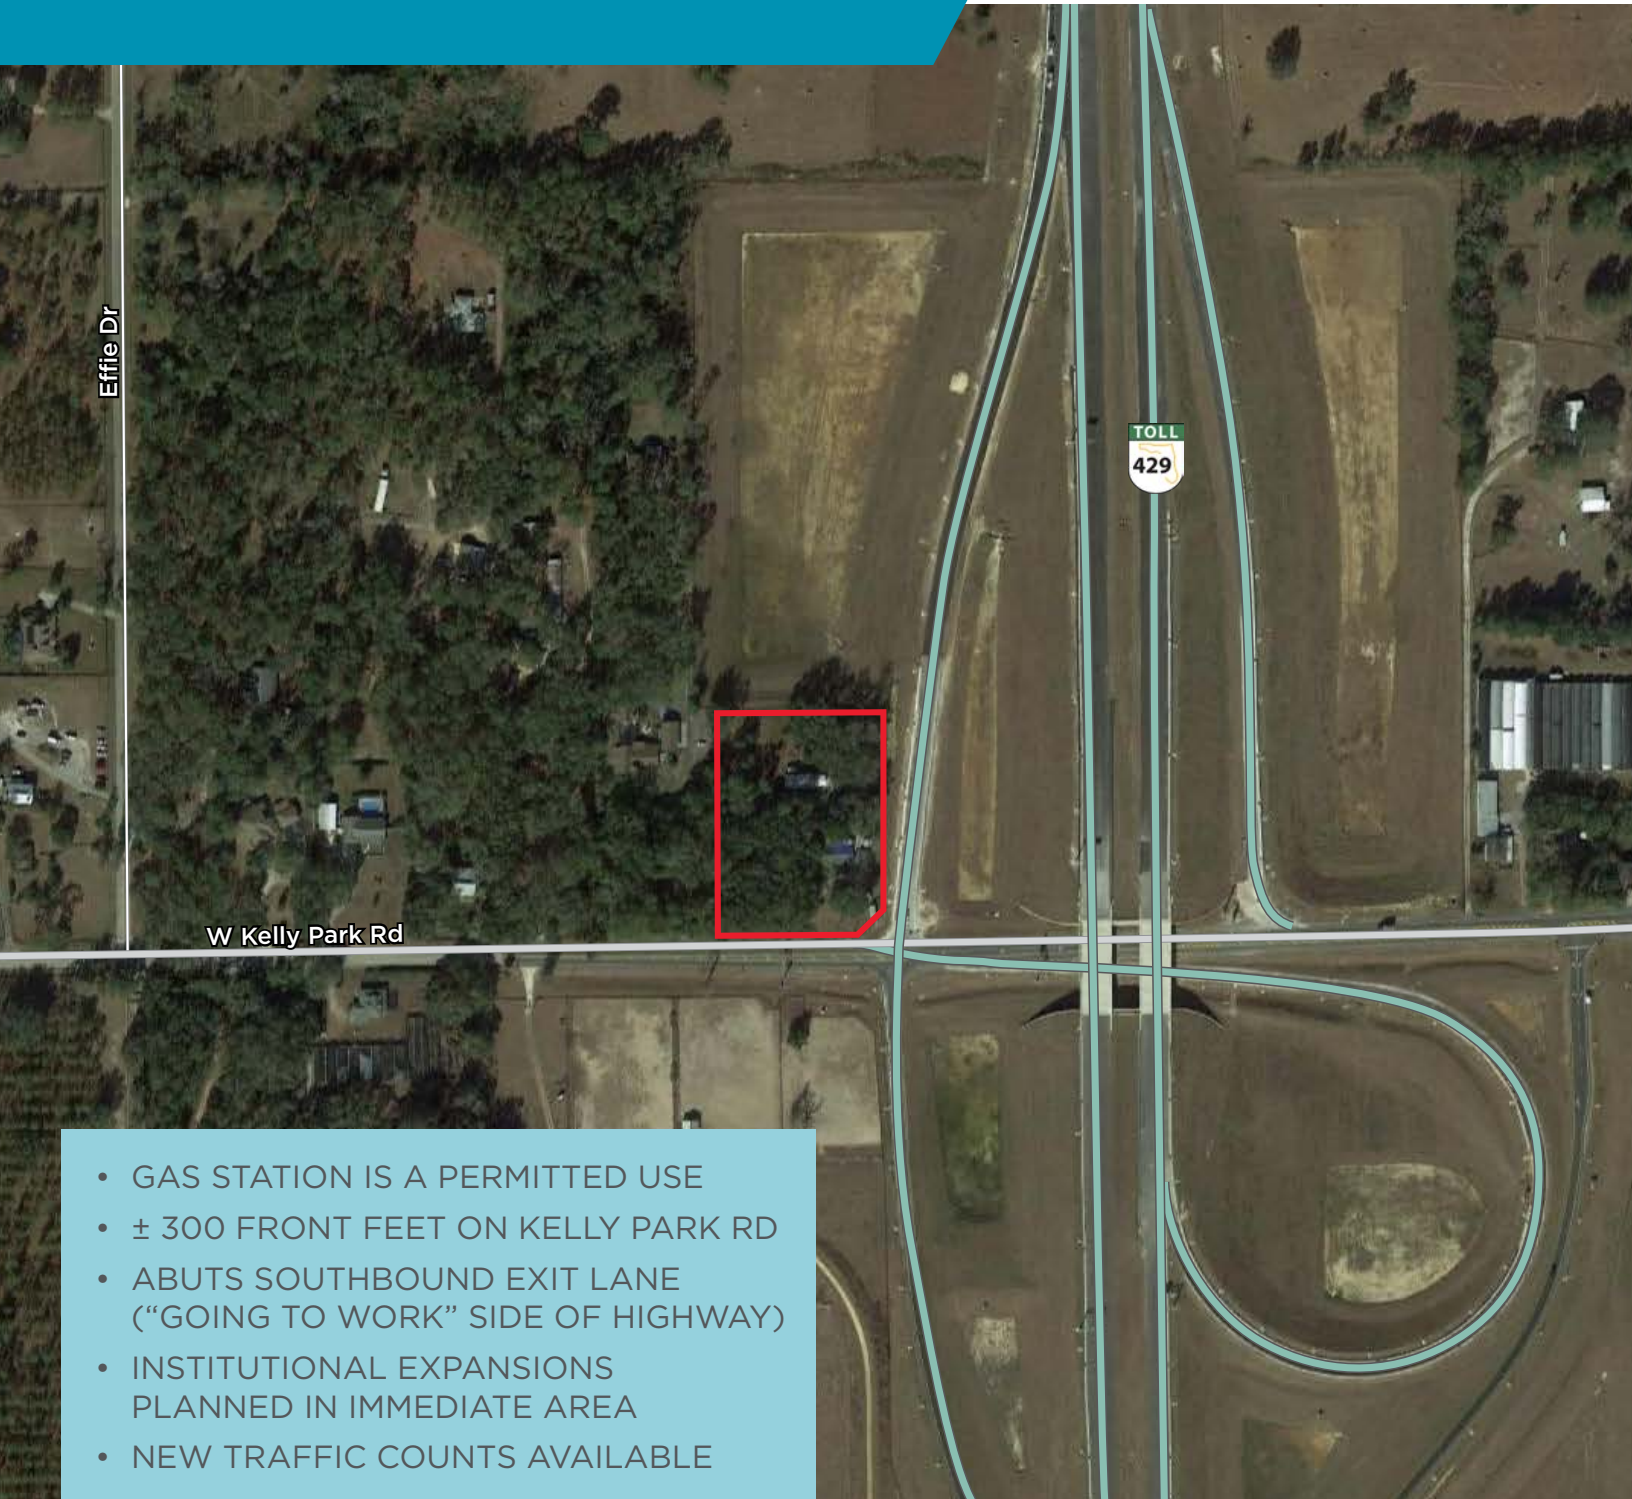 Effie Dr
TOLL
429
W Kelly Park Rd
• GAS STATION IS A PERMITTED USE
• ± 300 FRONT FEET ON KELLY PARK RD
• ABUTS SOUTHBOUND EXIT LANE
(“GOING TO WORK” SIDE OF HIGHWAY)
• INSTITUTIONAL EXPANSIONS
PLANNED IN IMMEDIATE AREA
• NEW TRAFFIC COUNTS AVAILABLE